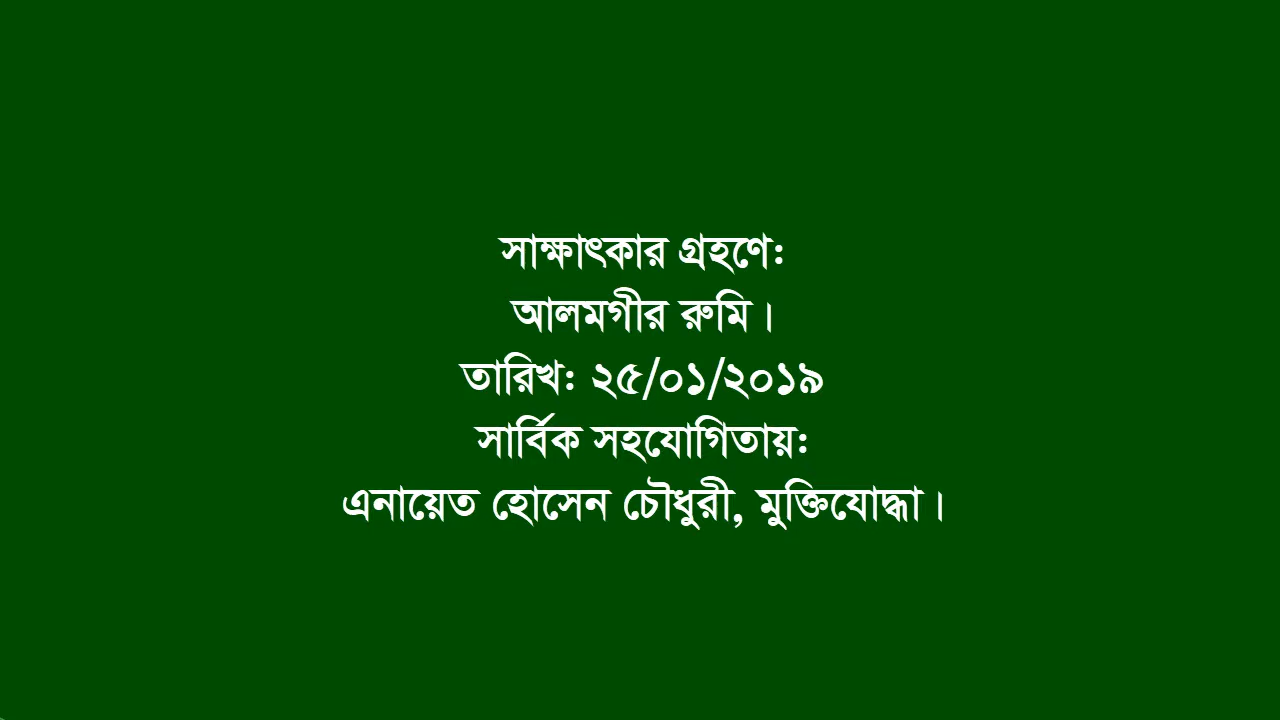 সাক্ষাৎকার গ্রহণে:
আলমগীর রুমি।
তারিখ: ২৫/০১/২০১৯
সার্বিক সহযোগিতায়:
এনায়েত হোসেন চৌধুরী, মুক্তিযোদ্ধা।